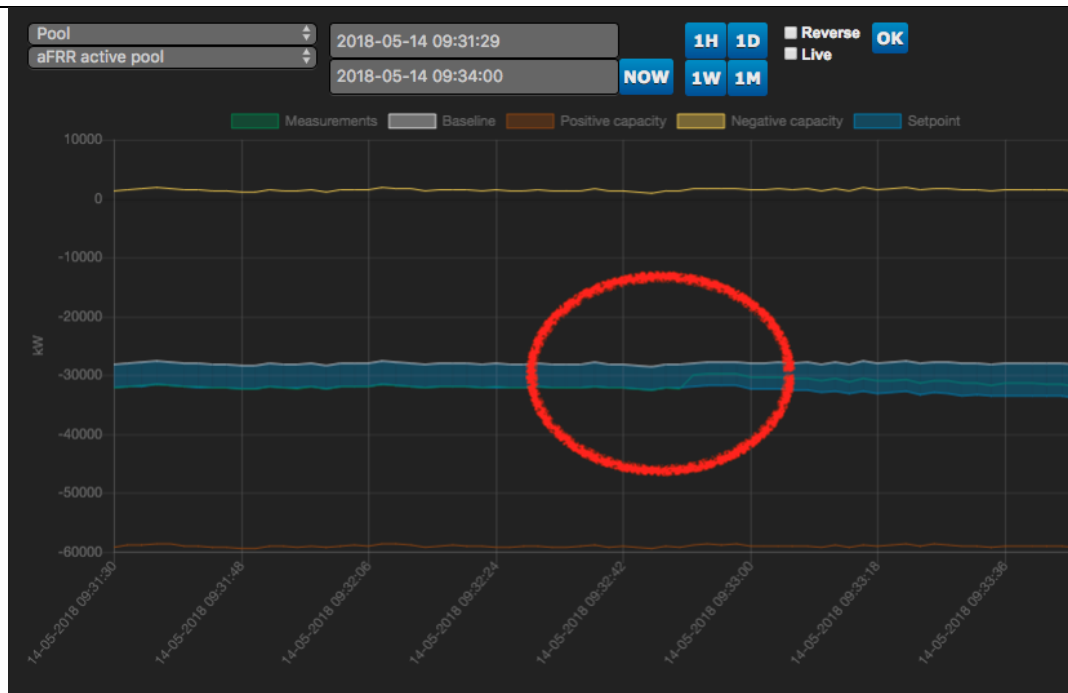 Pool
aFRR active pool
2018-05-14 09:31:29
2018-05-14 09:34:00
NOW
1H 1D
1W 1M
Reverse
Live
OK
Measurements Baseline Positive capacity Negative capacity Setpoint
10000
0
-10000
-20000
-30000
-40000
-50000
-60000
kW
14-05-2018 09:31:30
14-05-2018 09:31:48
14-05-2018 09:32:06
14-05-2018 09:32:24
14-05-2018 09:32:42
14-05-2018 09:33:00
14-05-2018 09:33:18
14-05-2018 09:33:36